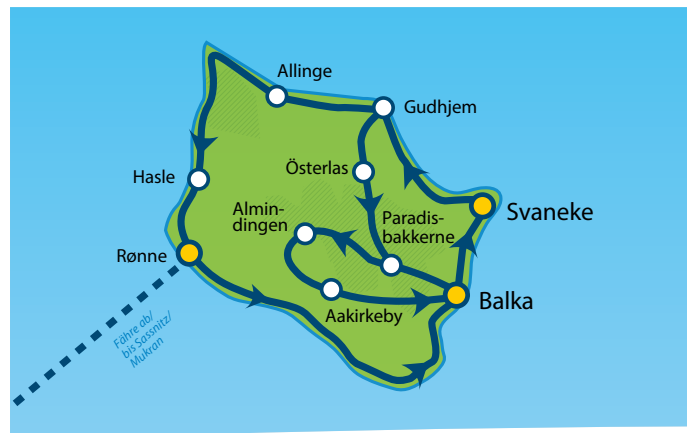 Allinge
Gudhjem
Hasle
Österlas
Almin-
dingen
Paradis-
bakkerne
Svaneke
Rønne
Balka
Aakirkeby
Fähre ab/
bis Sassnitz/
Mukran